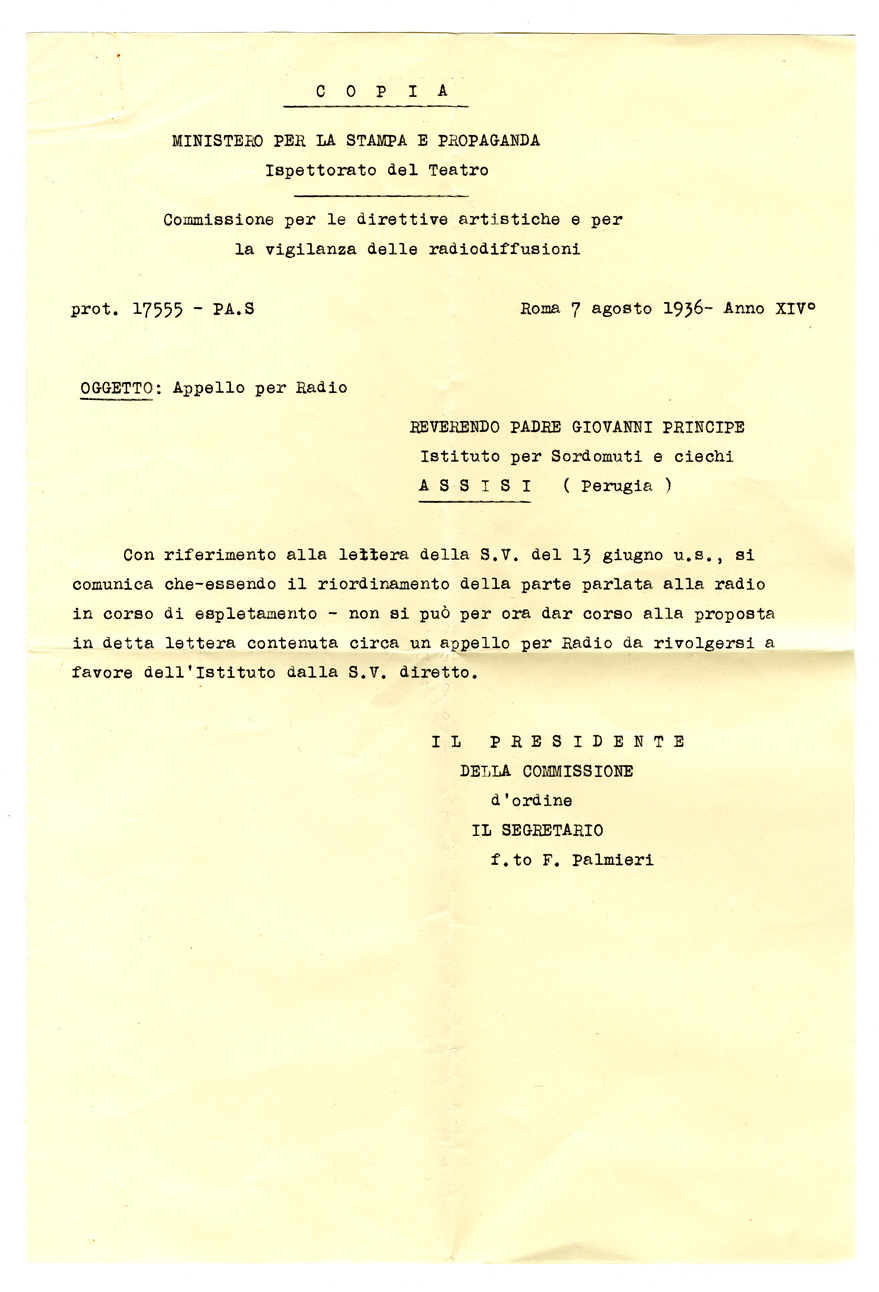 C O P I A
MINISTERO PER LA STAMPA E PROPAGANDA
Ispettorato del Teatro
Commissione per le direttive artistiche e per
la vigilanza delle radiodiffusioni
prot. 17555 - PA.S Roma 7 agosto 1936- Anno XIV°
OGGETTO: Appello per Radio
REVERENDO PADRE GIOVANNI PRINCIPE
Istituto per Sordomuti e ciechi
A S S I S I ( Perugia )
Con riferimento alla lettera della S.V. del 13 giugno u.s., si
comunica che-essendo il riordinamento della parte parlata alla radio
in corso di espletamento - non si può per ora dar corso alla proposta
in detta lettera contenuta circa un appello per Radio da rivolgersi a
favore dell'Istituto dalla S.V. diretto.
I L P R E S I D E N T E
DELLA COMMISSIONE
d'ordine
IL SEGRETARIO
f.to F. Palmieri